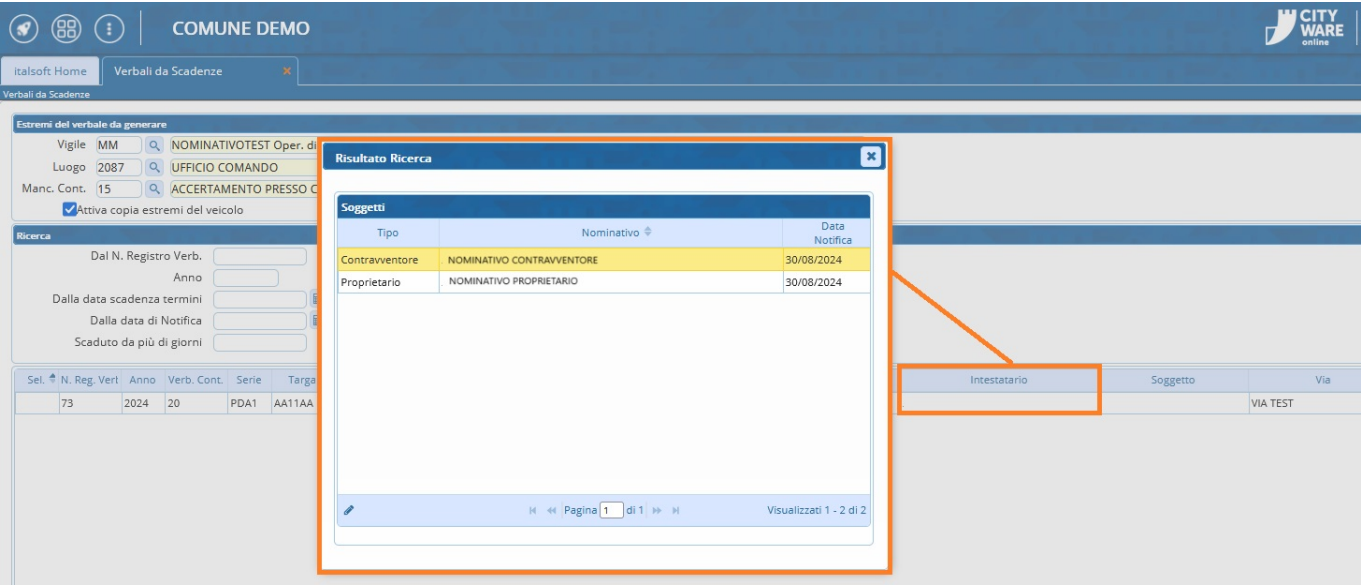 COMUNE DEMO
CITY
WARE
online
italsoft Home
Verbali da Scadenze
Verbali da Scadenze
Estremi del verbale da generare
Vigile MM NOMINATIVOTEST Oper. di
Luogo 2087 UFFICIO COMANDO
Manc. Cont. 15 ACCERTAMENTO PRESSO C
Attiva copia estremi del veicolo
Ricerca
Dal N. Registro Verb.
Anno
Dalla data scadenza termini
Dalla data di Notifica
Scaduto da più di giorni
Risultato Ricerca
Soggetti
Tipo Nominativo Data
Notifica
Contravventore NOMINATIVO CONTRAVVENTORE 30/08/2024
Proprietario NOMINATIVO PROPRIETARIO 30/08/2024
Pagina 1 di 1 Visualizzati 1 - 2 di 2
Sel. N. Reg. Vert Anno Verb. Cont. Serie Targa Intestatario Soggetto Via
73 2024 20 PDA1 AA11AA VIA TEST